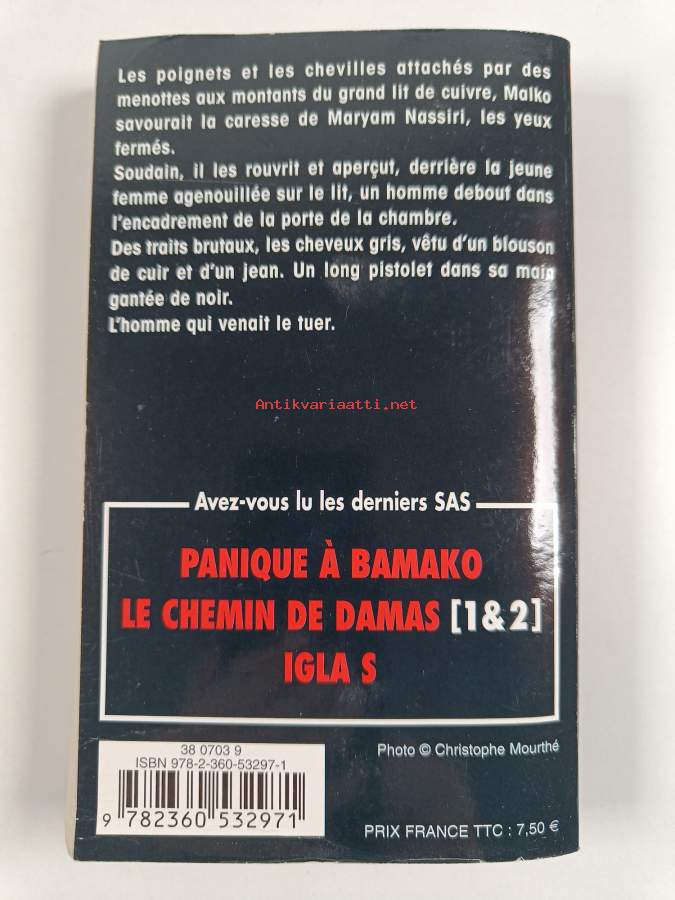 Les poignets et les chevilles attachés par des
menottes aux montants du grand lit de cuivre, Malko
savourait la caresse de Maryam Nassiri, les yeux
fermés.
Soudain, il les rouvrit et aperçut, derrière la jeune
femme agenouillée sur le lit, un homme debout dans
l'encadrement de la porte de la chambre.
Des traits brutaux, les cheveux gris, vêtu d'un blouson
de cuir et d'un jean. Un long pistolet dans sa main
gantée de noir.
L'homme qui venait le tuer.
Antikvariaatti.net
Avez-vous lu les derniers SAS
PANIQUE À BAMAKO
LE CHEMIN DE DAMAS [1&2]
IGLA S
38 0703 9
ISBN 978-2-360-53297-1
9 782360 532971
Photo © Christophe Mourthé
PRIX FRANCE TTC : 7,50 €